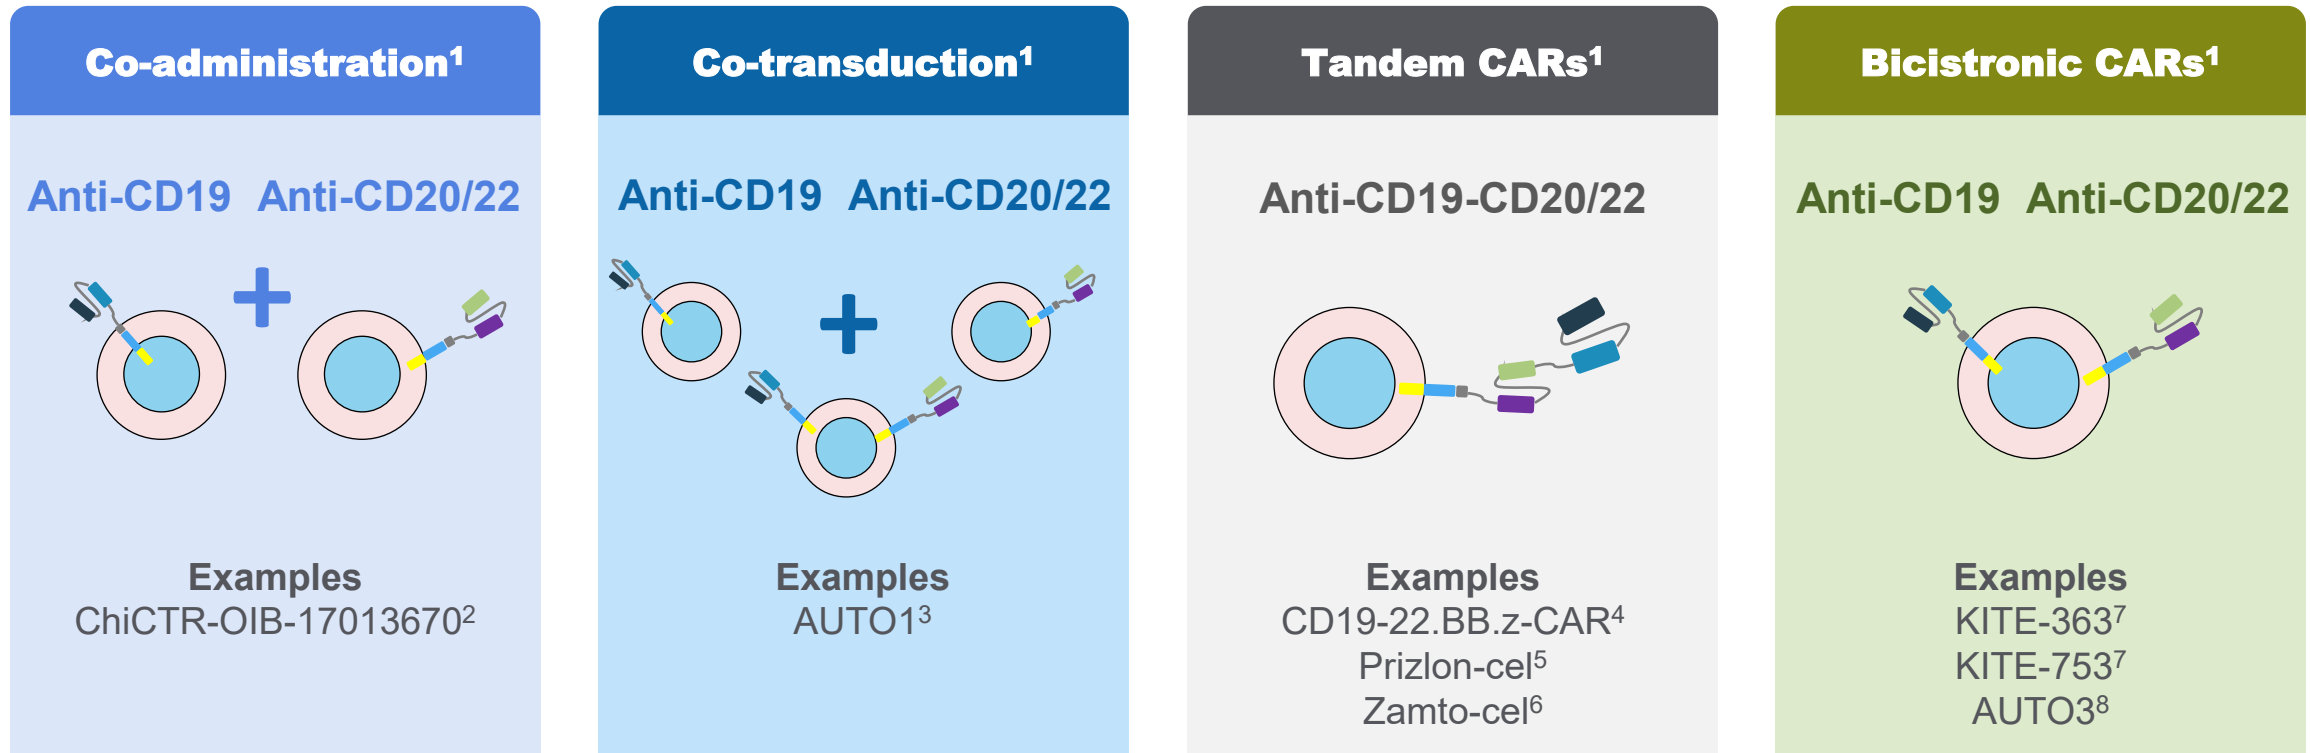 Co-administration¹
Anti-CD19 Anti-CD20/22
Examples
ChiCTR-OIB-17013670²
Co-transduction¹
Anti-CD19 Anti-CD20/22
Examples
AUTO1³
Tandem CARs¹
Anti-CD19-CD20/22
Examples
CD19-22.BB.z-CAR⁴
Prizlon-cel⁵
Zamto-cel⁶
Bicistronic CARs¹
Anti-CD19 Anti-CD20/22
Examples
KITE-363⁷
KITE-753⁷
AUTO3⁸